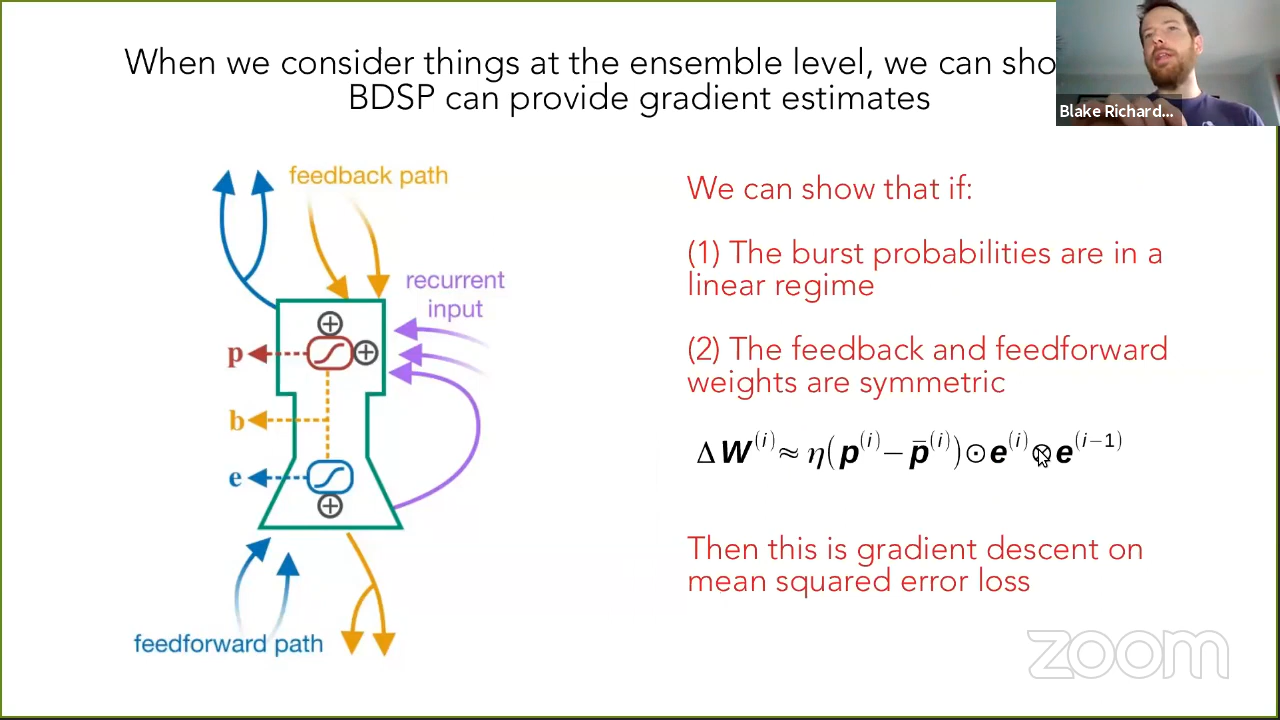 When we consider things at the ensemble level, we can sho
BDSP can provide gradient estimates
Blake Richard...
feedback path
recurrent
input
p
b
e
feedforward path
We can show that if:
(1) The burst probabilities are in a
linear regime
(2) The feedback and feedforward
weights are symmetric
ΔW^(i) ≈ η(p^(i) − p̅^(i)) ⊙ e^(i) ⊗ e^(i−1)
Then this is gradient descent on
mean squared error loss
zoom